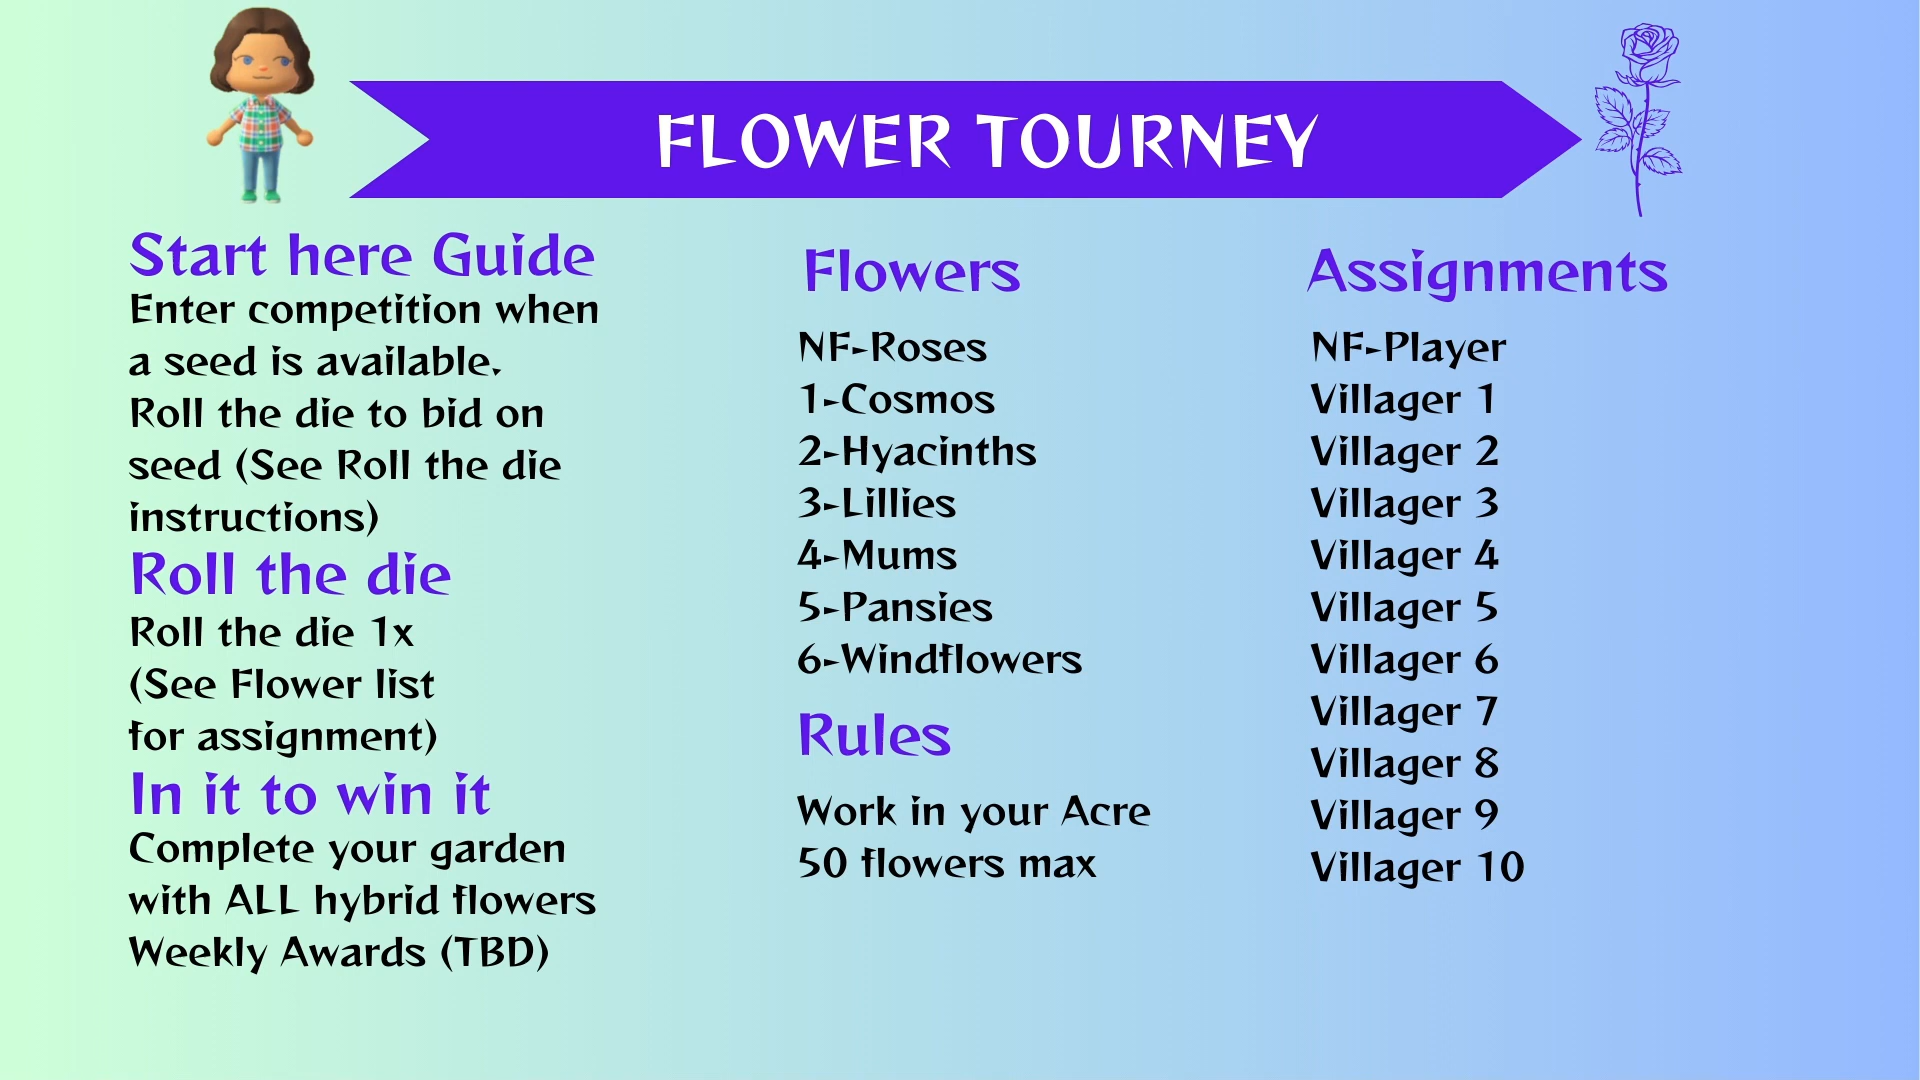 FLOWER TOURNEY
Start here Guide
Enter competition when
a seed is available.
Roll the die to bid on
seed (See Roll the die
instructions)
Roll the die
Roll the die 1x
(See Flower list
for assignment)
In it to win it
Complete your garden
with ALL hybrid flowers
Weekly Awards (TBD)
Flowers
NF-Roses
1-Cosmos
2-Hyacinths
3-Lillies
4-Mums
5-Pansies
6-Windflowers
Rules
Work in your Acre
50 flowers max
Assignments
NF-Player
Villager 1
Villager 2
Villager 3
Villager 4
Villager 5
Villager 6
Villager 7
Villager 8
Villager 9
Villager 10